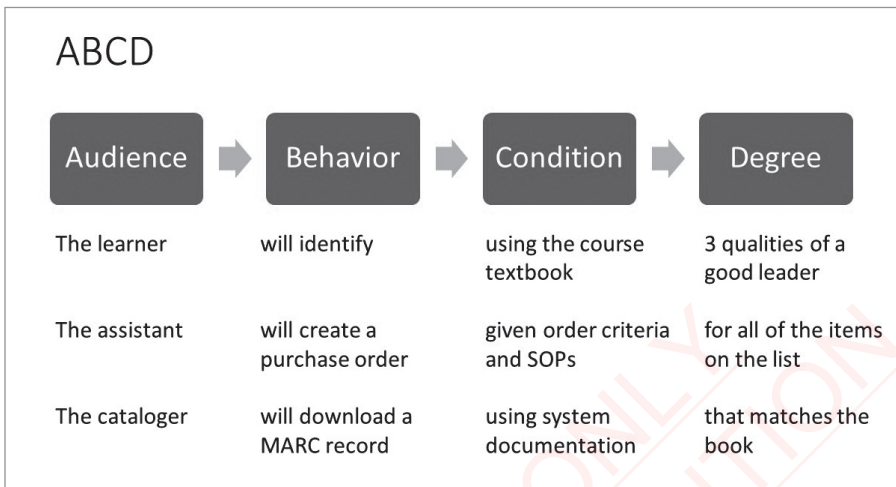 ABCD
Audience Behavior Condition Degree
The learner will identify using the course 3 qualities of a
textbook good leader
The assistant will create a given order criteria for all of the items
purchase order and SOPs on the list
The cataloger will download a using system that matches the
MARC record documentation book
ONLY